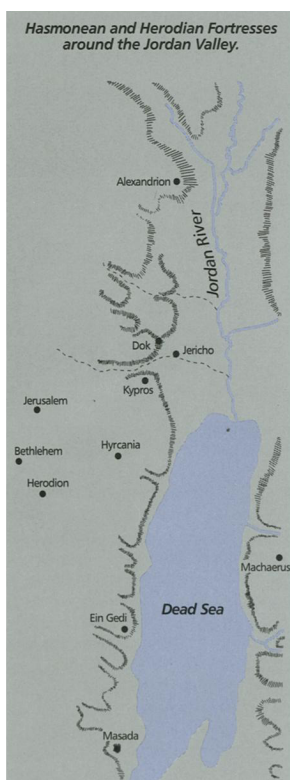 Hasmonean and Herodian Fortresses
around the Jordan Valley.
Alexandrion
Jordan River
Dok
Jericho
Kypros
Jerusalem
Bethlehem
Hyrcania
Herodion
Machaerus
Dead Sea
Ein Gedi
Masada